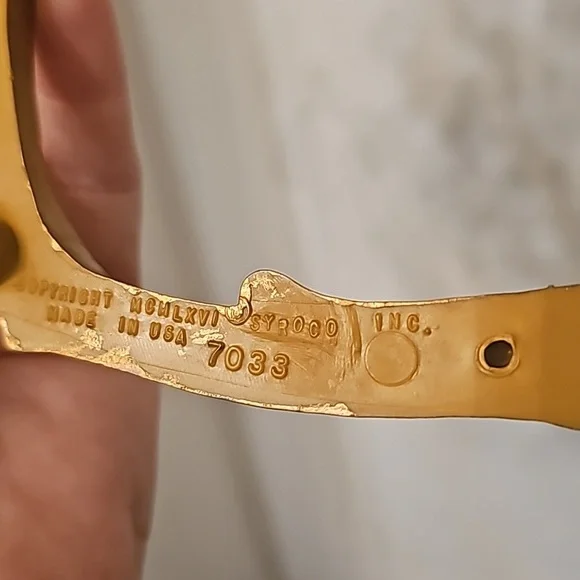 COPYRIGHT MCMLXVI SYROCO INC.
MADE IN USA 7033